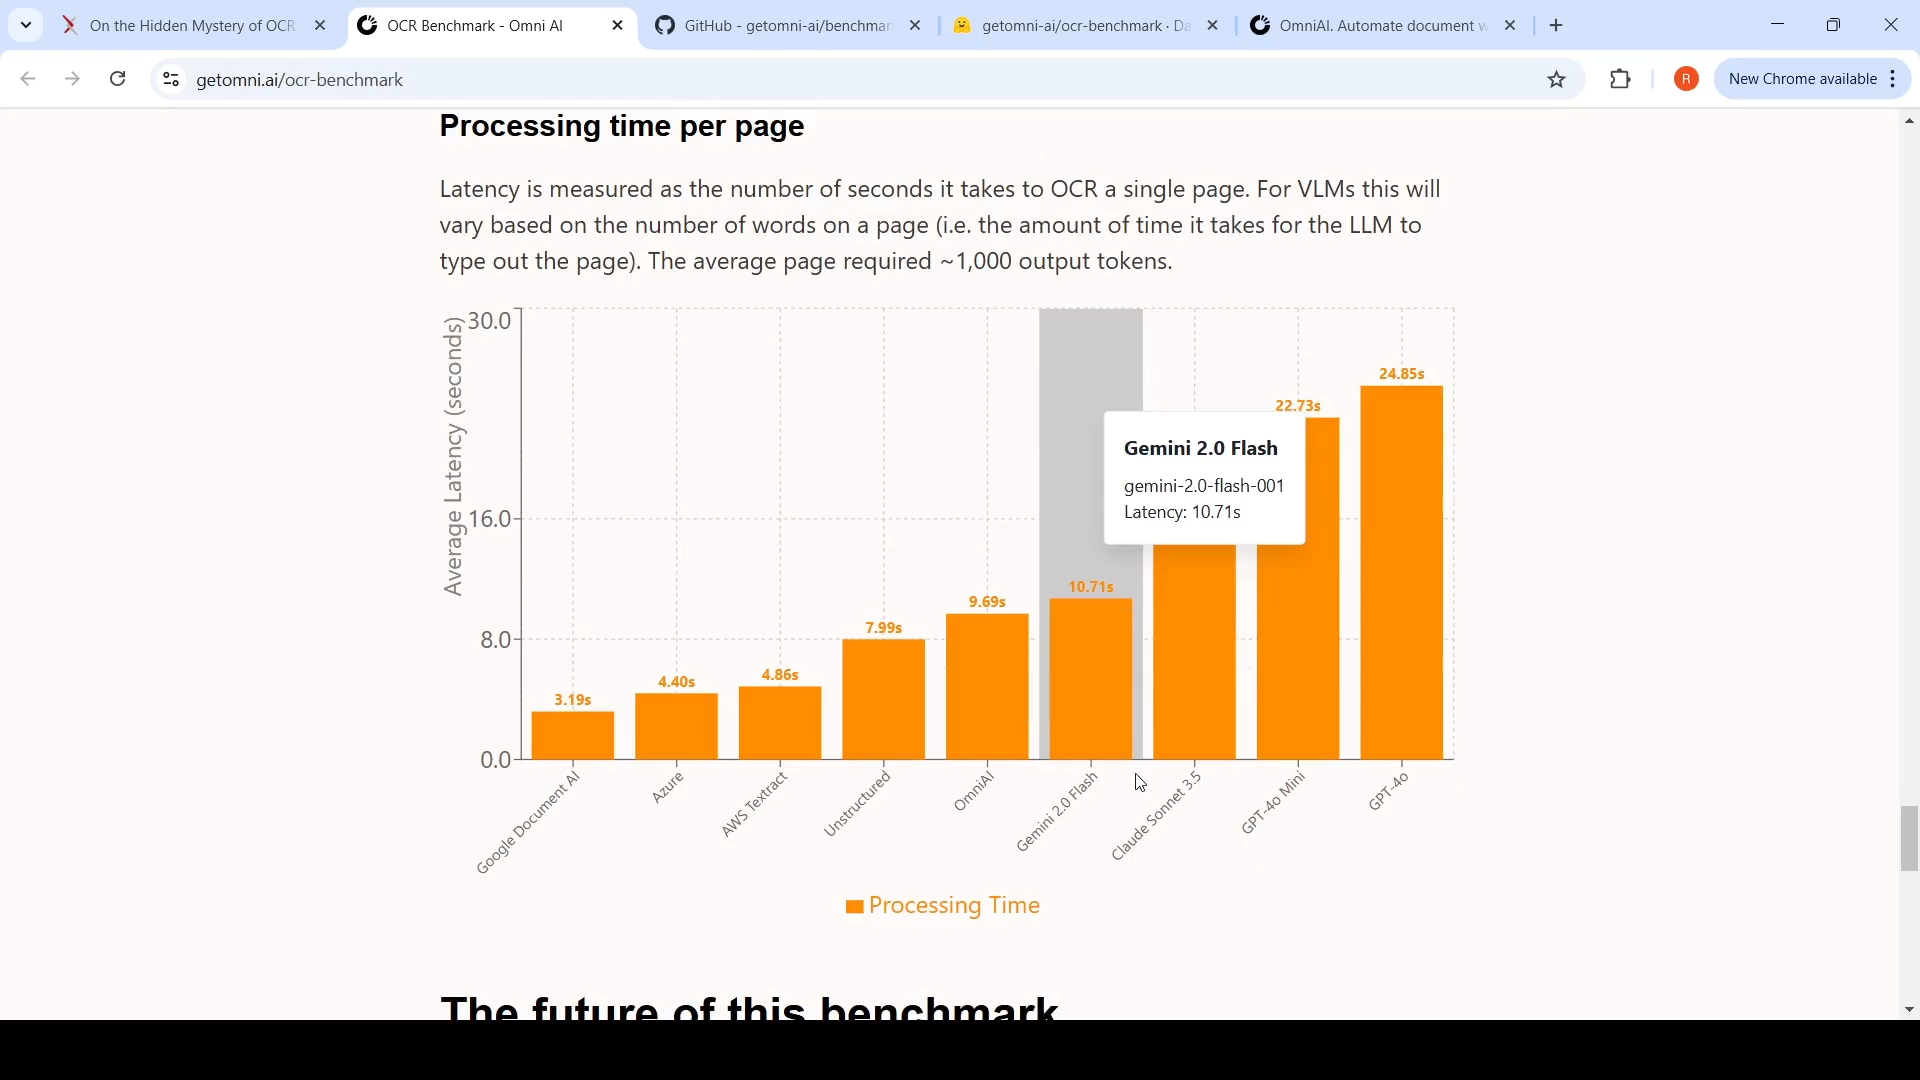 On the Hidden Mystery of OCR
OCR Benchmark - Omni AI
GitHub - getomni-ai/benchmar
getomni-ai/ocr-benchmark · Da
OmniAI. Automate document w
getomni.ai/ocr-benchmark
R
New Chrome available
Processing time per page
Latency is measured as the number of seconds it takes to OCR a single page. For VLMs this will
vary based on the number of words on a page (i.e. the amount of time it takes for the LLM to
type out the page). The average page required ~1,000 output tokens.
Average Latency (seconds)
30.0
16.0
8.0
0.0
3.19s
4.40s
4.86s
7.99s
9.69s
10.71s
22.73s
24.85s
Gemini 2.0 Flash
gemini-2.0-flash-001
Latency: 10.71s
Google Document AI
Azure
AWS Textract
Unstructured
OmniAI
Gemini 2.0 Flash
Claude Sonnet 3.5
GPT-4o Mini
GPT-4o
Processing Time
The future of this benchmark